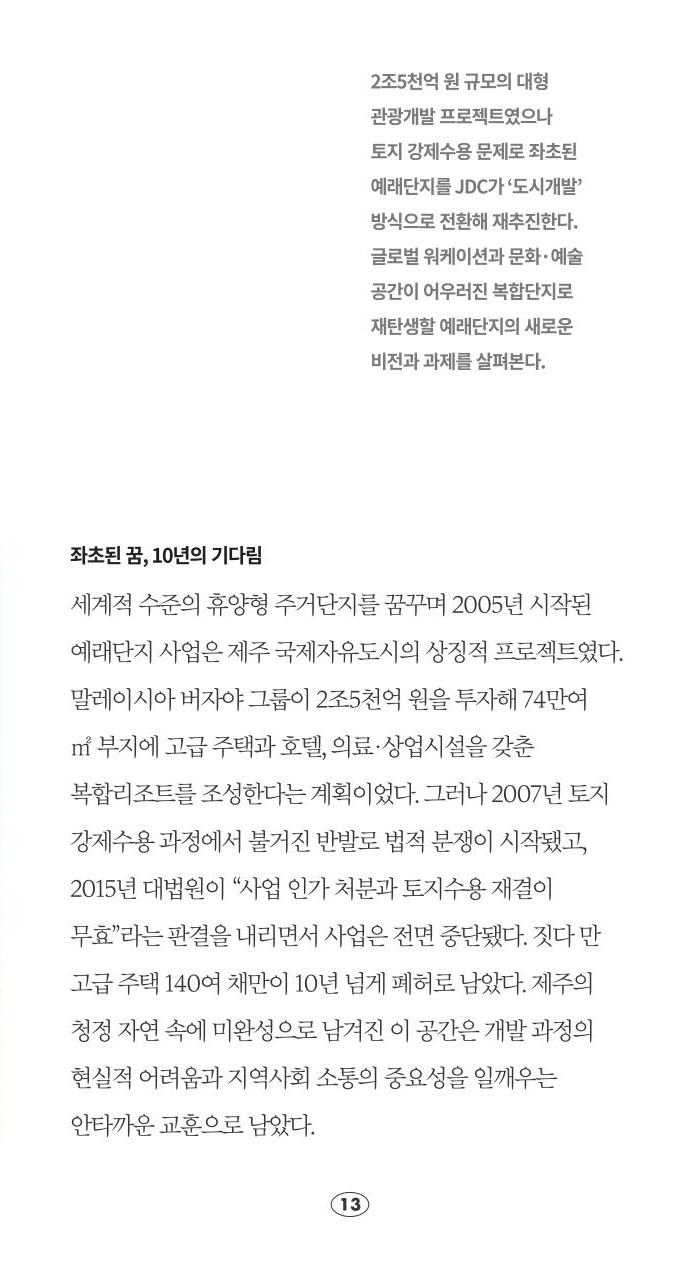 2조5천억 원 규모의 대형
관광개발 프로젝트였으나
토지 강제수용 문제로 좌초된
예래단지를 JDC가 ‘도시개발’
방식으로 전환해 재추진한다.
글로벌 워케이션과 문화·예술
공간이 어우러진 복합단지로
재탄생할 예래단지의 새로운
비전과 과제를 살펴본다.
좌초된 꿈, 10년의 기다림
세계적 수준의 휴양형 주거단지를 꿈꾸며 2005년 시작된
예래단지 사업은 제주 국제자유도시의 상징적 프로젝트였다.
말레이시아 버자야 그룹이 2조5천억 원을 투자해 74만여
㎡ 부지에 고급 주택과 호텔, 의료·상업시설을 갖춘
복합리조트를 조성한다는 계획이었다. 그러나 2007년 토지
강제수용 과정에서 불거진 반발로 법적 분쟁이 시작됐고,
2015년 대법원이 “사업 인가 처분과 토지수용 재결이
무효”라는 판결을 내리면서 사업은 전면 중단됐다. 짓다 만
고급 주택 140여 채만이 10년 넘게 폐허로 남았다. 제주의
청정 자연 속에 미완성으로 남겨진 이 공간은 개발 과정의
현실적 어려움과 지역사회 소통의 중요성을 일깨우는
안타까운 교훈으로 남았다.
13